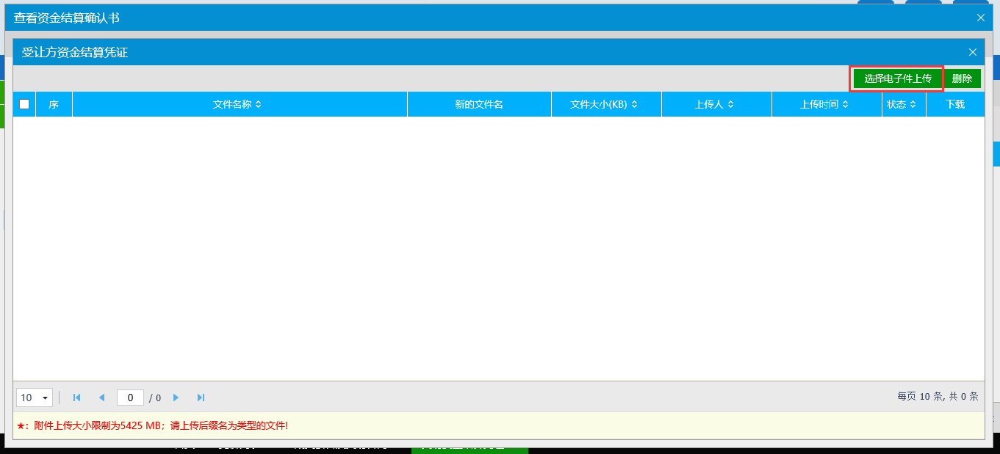 查看资金结算确认书
受让方资金结算凭证
选择电子件上传 删除
序 文件名称 新的文件名 文件大小(KB) 上传人 上传时间 状态 下载
10 0 / 0 每页 10 条, 共 0 条
★：附件上传大小限制为5425 MB；请上传后缀名为类型的文件!